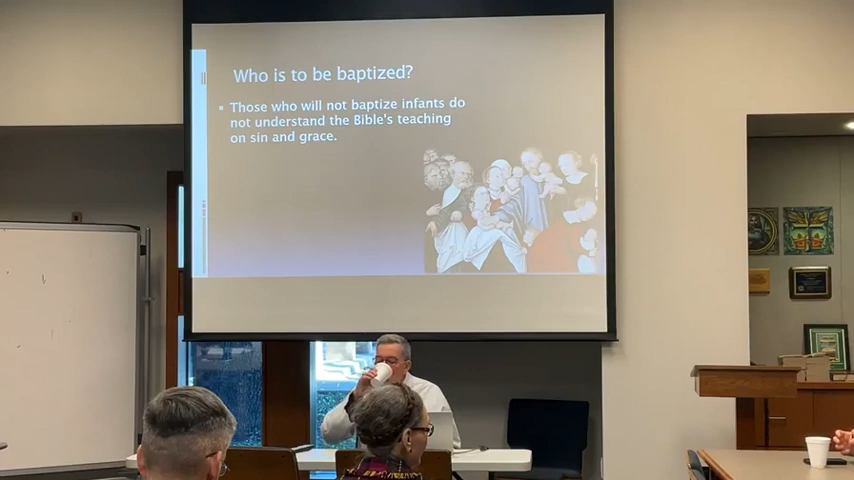 Who is to be baptized?
Those who will not baptize infants do
not understand the Bible's teaching
on sin and grace.